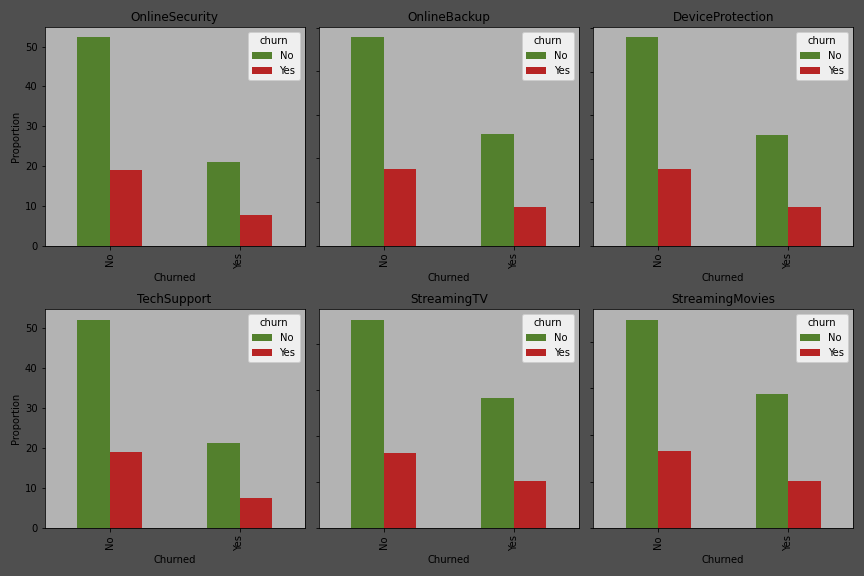 OnlineSecurity
Proportion
50
40
30
20
10
0
churn
No
Yes
No
Yes
Churned
OnlineBackup
churn
No
Yes
No
Yes
Churned
DeviceProtection
churn
No
Yes
No
Yes
Churned
TechSupport
Proportion
50
40
30
20
10
0
churn
No
Yes
No
Yes
Churned
StreamingTV
churn
No
Yes
No
Yes
Churned
StreamingMovies
churn
No
Yes
No
Yes
Churned